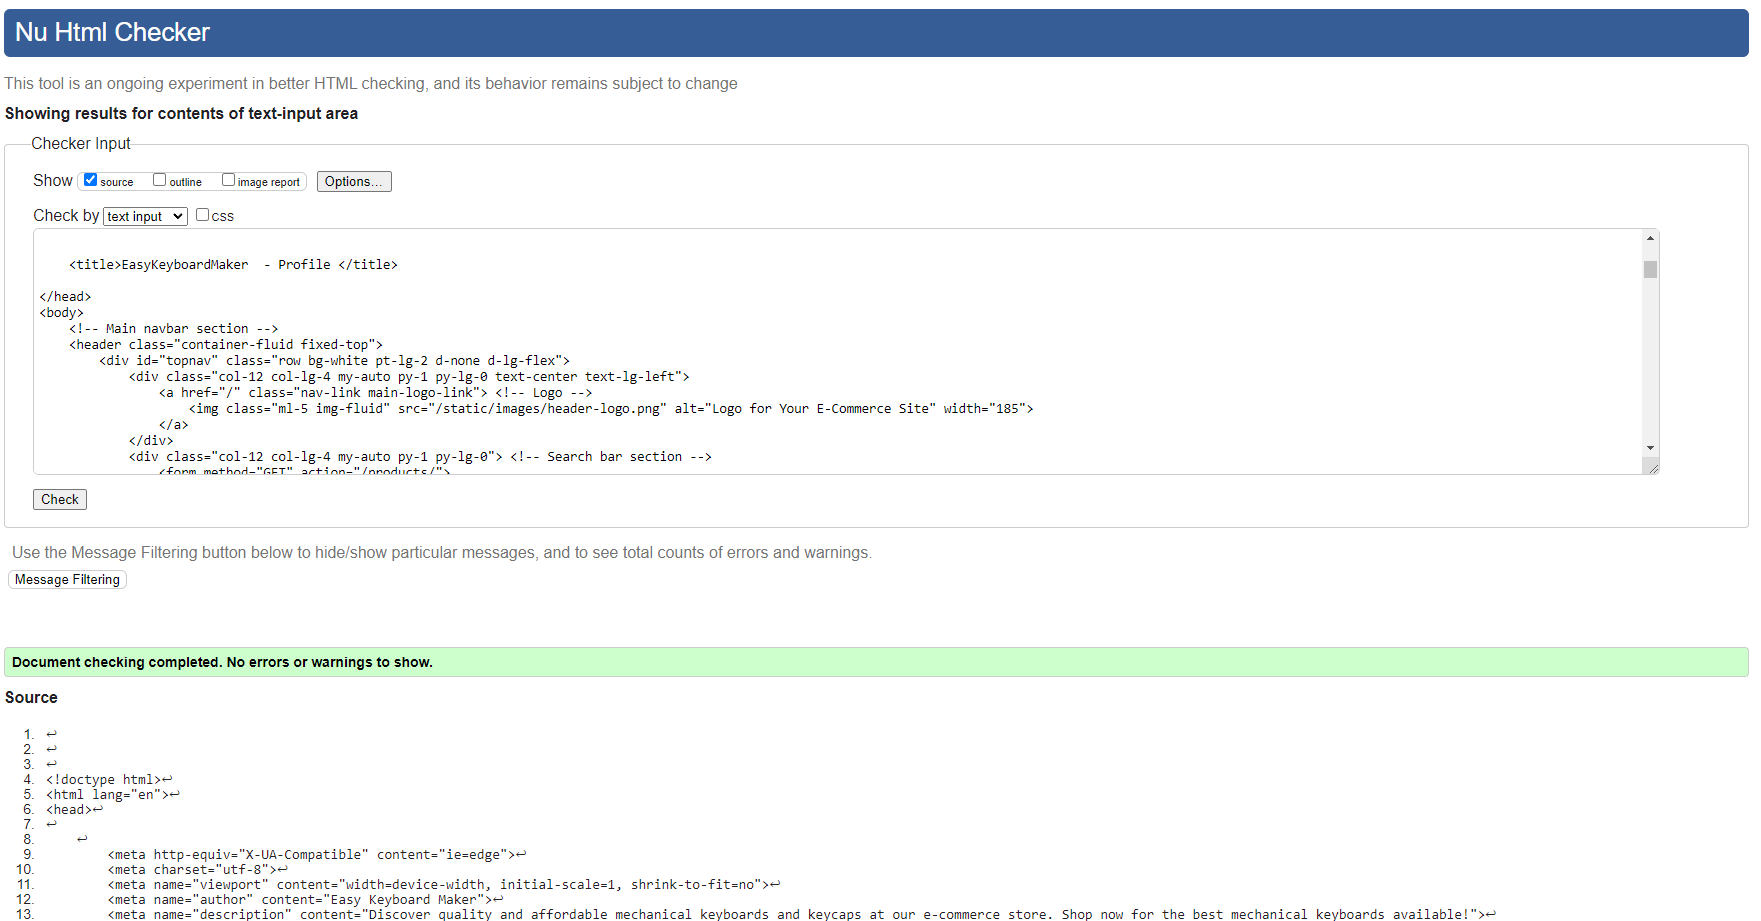 Nu Html Checker
This tool is an ongoing experiment in better HTML checking, and its behavior remains subject to change
Showing results for contents of text-input area
Checker Input
Show source outline image report Options...
Check by text input css
<title>EasyKeyboardMaker  - Profile </title>
</head>
<body>
<!-- Main navbar section -->
<header class="container-fluid fixed-top">
<div id="topnav" class="row bg-white pt-lg-2 d-none d-lg-flex">
<div class="col-12 col-lg-4 my-auto py-1 py-lg-0 text-center text-lg-left">
<a href="/" class="nav-link main-logo-link"> <!-- Logo -->
<img class="ml-5 img-fluid" src="/static/images/header-logo.png" alt="Logo for Your E-Commerce Site" width="185">
</a>
</div>
<div class="col-12 col-lg-4 my-auto py-1 py-lg-0"> <!-- Search bar section -->
<form method="GET" action="/products/">
Check
Use the Message Filtering button below to hide/show particular messages, and to see total counts of errors and warnings.
Message Filtering
Document checking completed. No errors or warnings to show.
Source
1. ↩
2. ↩
3. ↩
4. <!doctype html>↩
5. <html lang="en">↩
6. <head>↩
7. ↩
8. ↩
9. <meta http-equiv="X-UA-Compatible" content="ie=edge">↩
10. <meta charset="utf-8">↩
11. <meta name="viewport" content="width=device-width, initial-scale=1, shrink-to-fit=no">↩
12. <meta name="author" content="Easy Keyboard Maker">↩
13. <meta name="description" content="Discover quality and affordable mechanical keyboards and keycaps at our e-commerce store. Shop now for the best mechanical keyboards available!">↩